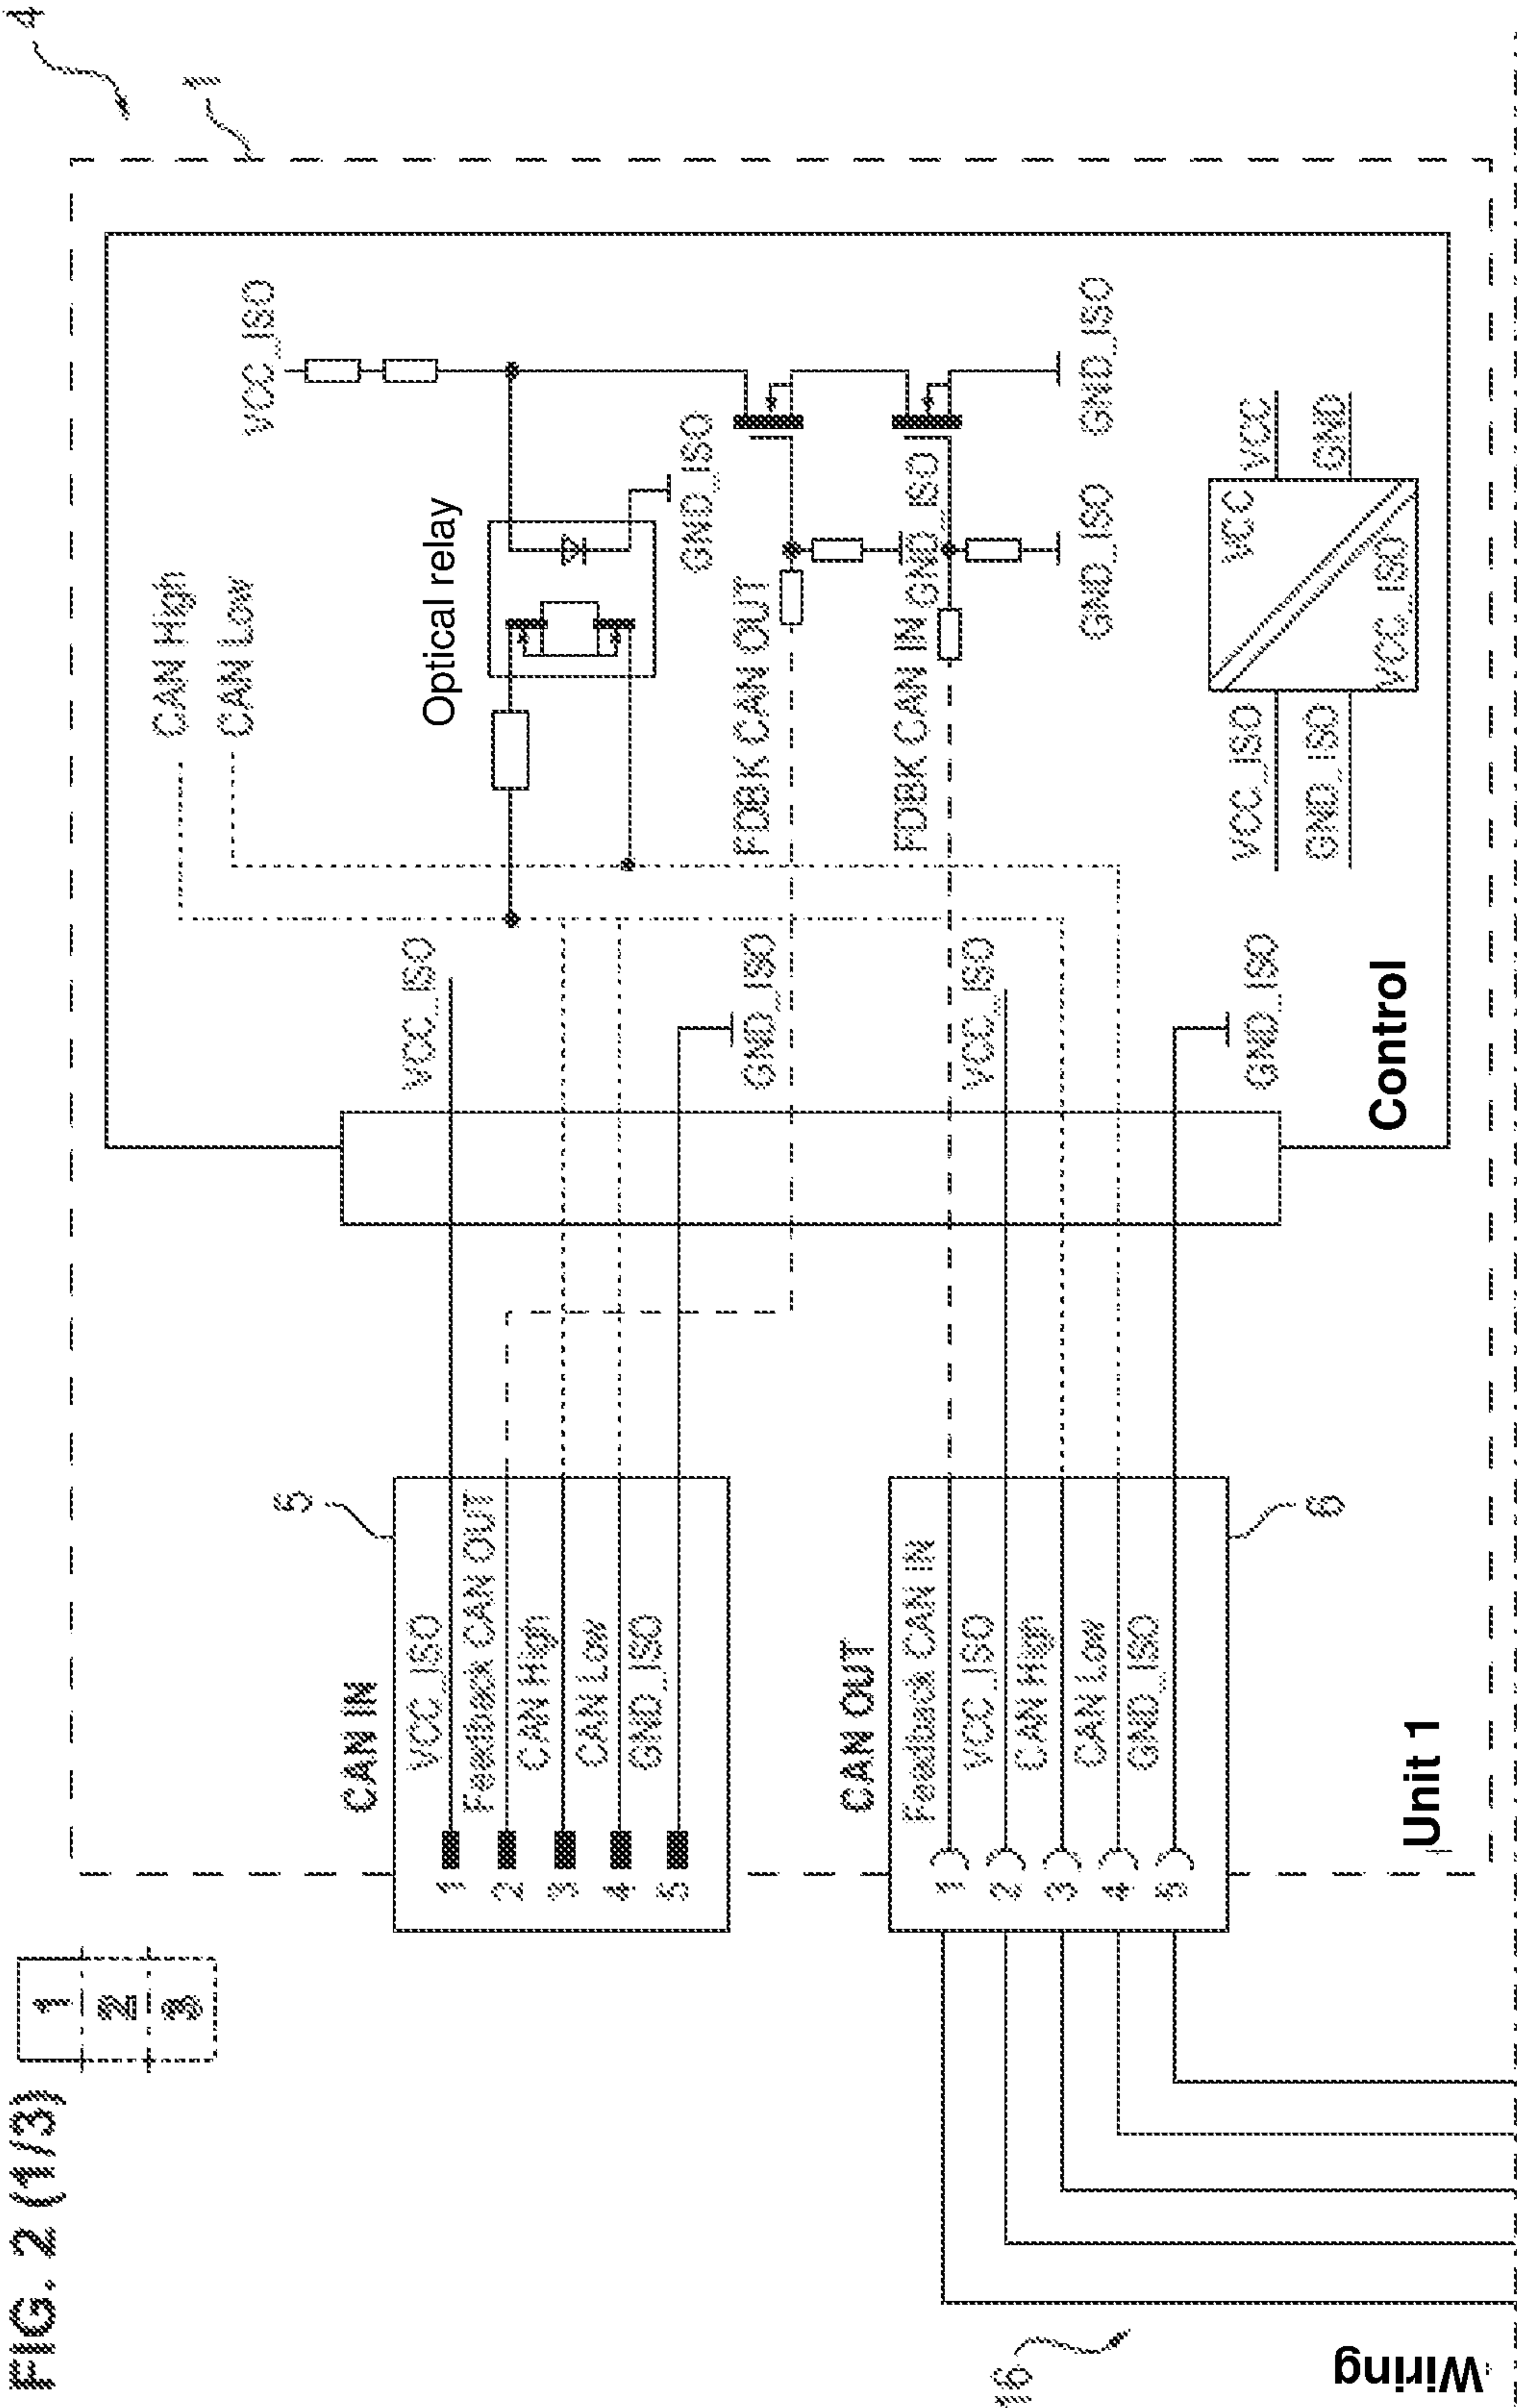 FIG. 2 (1/3)
1
2
3
4
1
CAN IN
5
1
VCC_ISO
2
Feedback CAN OUT
3
CAN High
4
CAN Low
5
GND_ISO
CAN OUT
6
1
Feedback CAN IN
2
VCC_ISO
3
CAN High
4
CAN Low
5
GND_ISO
CAN High
CAN Low
VCC_ISO
Optical relay
VCC_ISO
GND_ISO
GND_ISO
FDBK CAN OUT
GND_ISO
FDBK CAN IN
VCC_ISO
GND_ISO
GND_ISO
GND_ISO
VCC_ISO
VCC
VCC
GND_ISO
VCC_ISO
GND
Control
Unit 1
16
Wiring